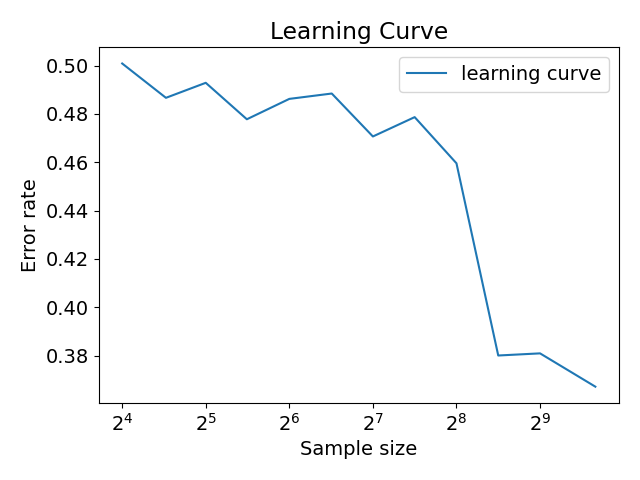 Learning Curve
learning curve
Error rate
0.50
0.48
0.46
0.44
0.42
0.40
0.38
2⁴ 2⁵ 2⁶ 2⁷ 2⁸ 2⁹
Sample size